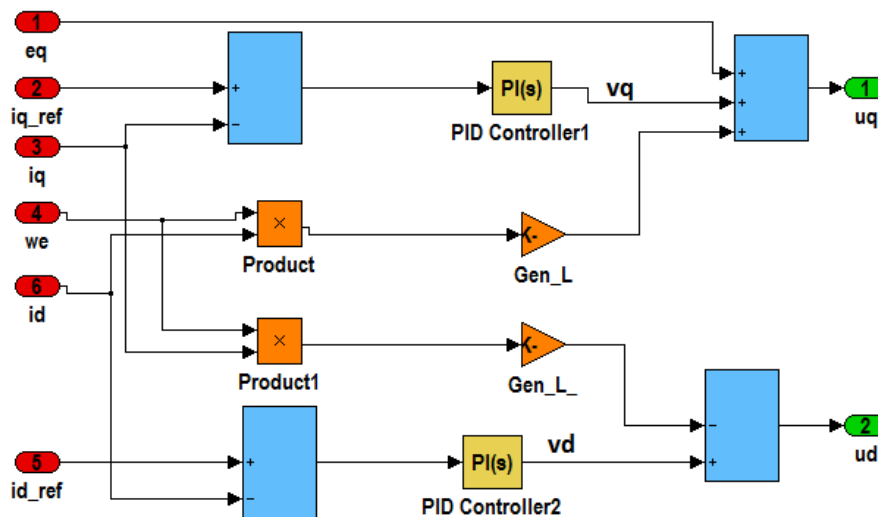 1
eq
+
PI(s)
vq
+
1
2
+
+
uq
iq_ref
−
PID Controller1
+
3
iq
4
×
K-
we
Product
Gen_L
6
id
×
K-
Product1
Gen_L_
−
2
5
+
PI(s)
vd
+
ud
id_ref
−
PID Controller2